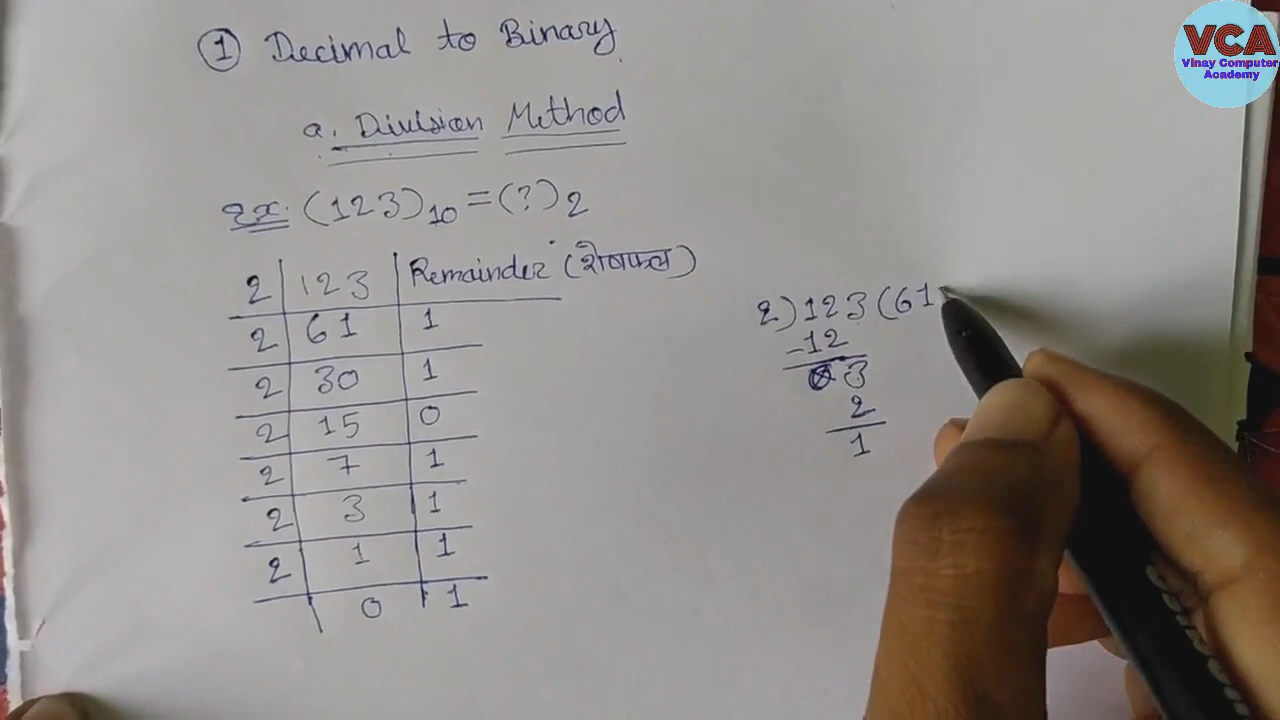 ① Decimal to Binary
a. Division Method
Ex. (123)10 = (?)2
2 | 123 | Remainder (शेषफल)
2 | 61 | 1
2 | 30 | 1
2 | 15 | 0
2 | 7 | 1
2 | 3 | 1
2 | 1 | 1
0 | 1
2)123(61
-12
3
2
1
VCA
Vinay Computer
Academy